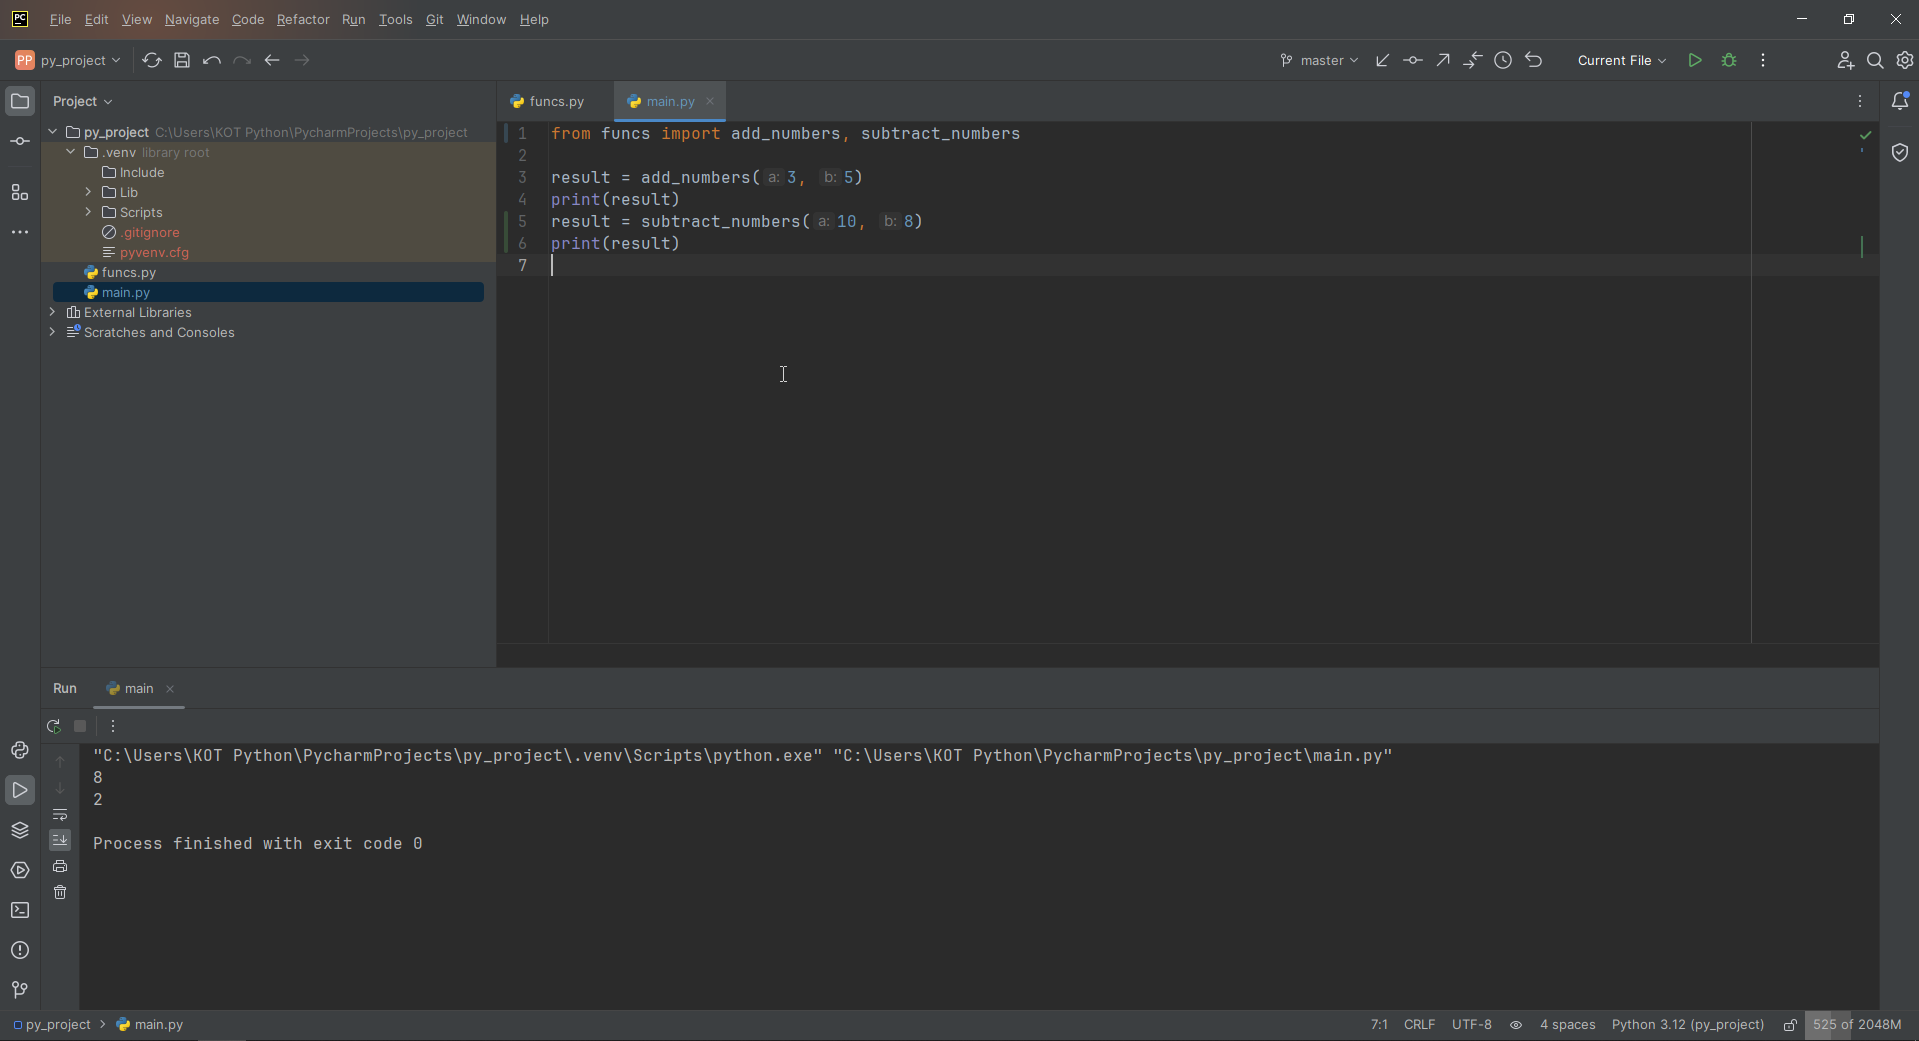 PC File Edit View Navigate Code Refactor Run Tools Git Window Help
PP py_project master Current File
Project
funcs.py main.py
py_project C:\Users\KOT Python\PycharmProjects\py_project
.venv library root
Include
Lib
Scripts
.gitignore
pyvenv.cfg
funcs.py
main.py
External Libraries
Scratches and Consoles
1 from funcs import add_numbers, subtract_numbers
2
3 result = add_numbers( a: 3, b: 5)
4 print(result)
5 result = subtract_numbers( a: 10, b: 8)
6 print(result)
7
Run main
"C:\Users\KOT Python\PycharmProjects\py_project\.venv\Scripts\python.exe" "C:\Users\KOT Python\PycharmProjects\py_project\main.py"
8
2
Process finished with exit code 0
py_project main.py 7:1 CRLF UTF-8 4 spaces Python 3.12 (py_project) 525 of 2048M